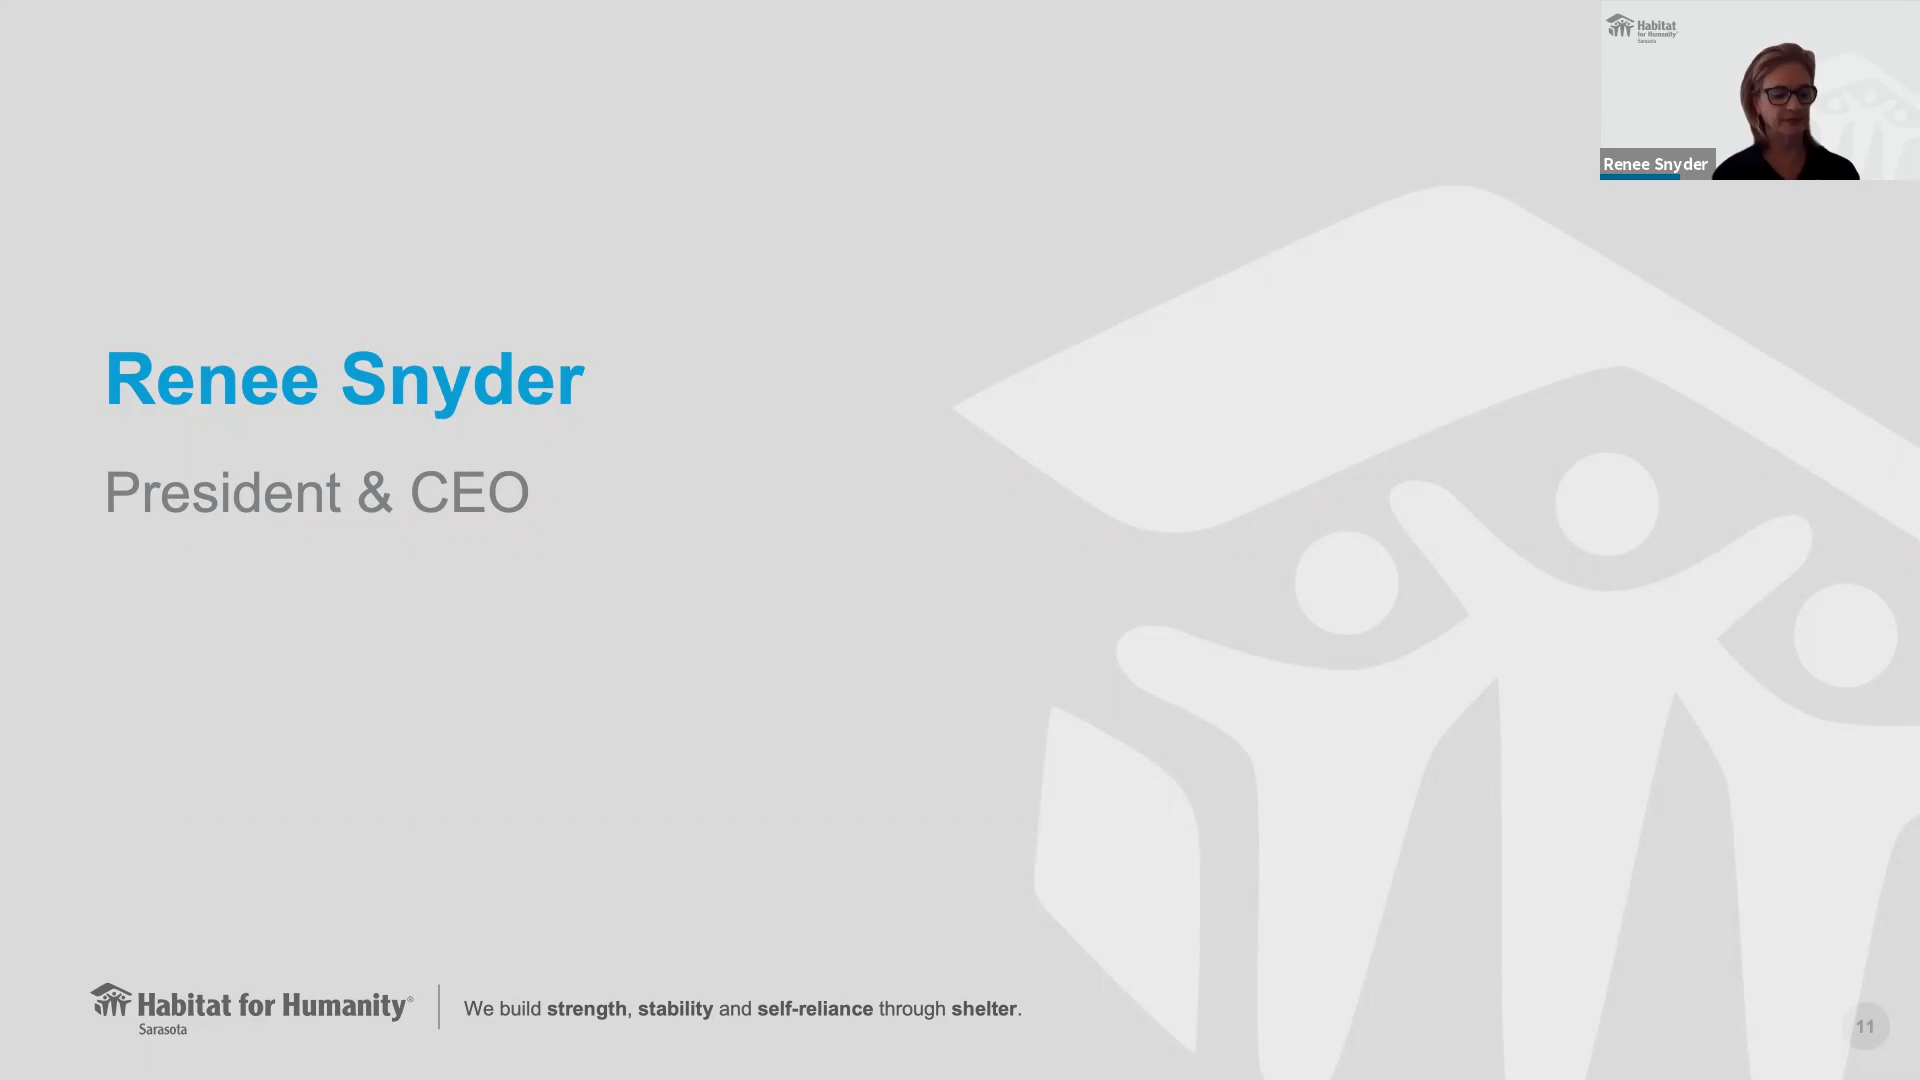 Habitat
for Humanity
Sarasota
Renee Snyder
Renee Snyder
President & CEO
Habitat for Humanity®
Sarasota
We build strength, stability and self-reliance through shelter.
11